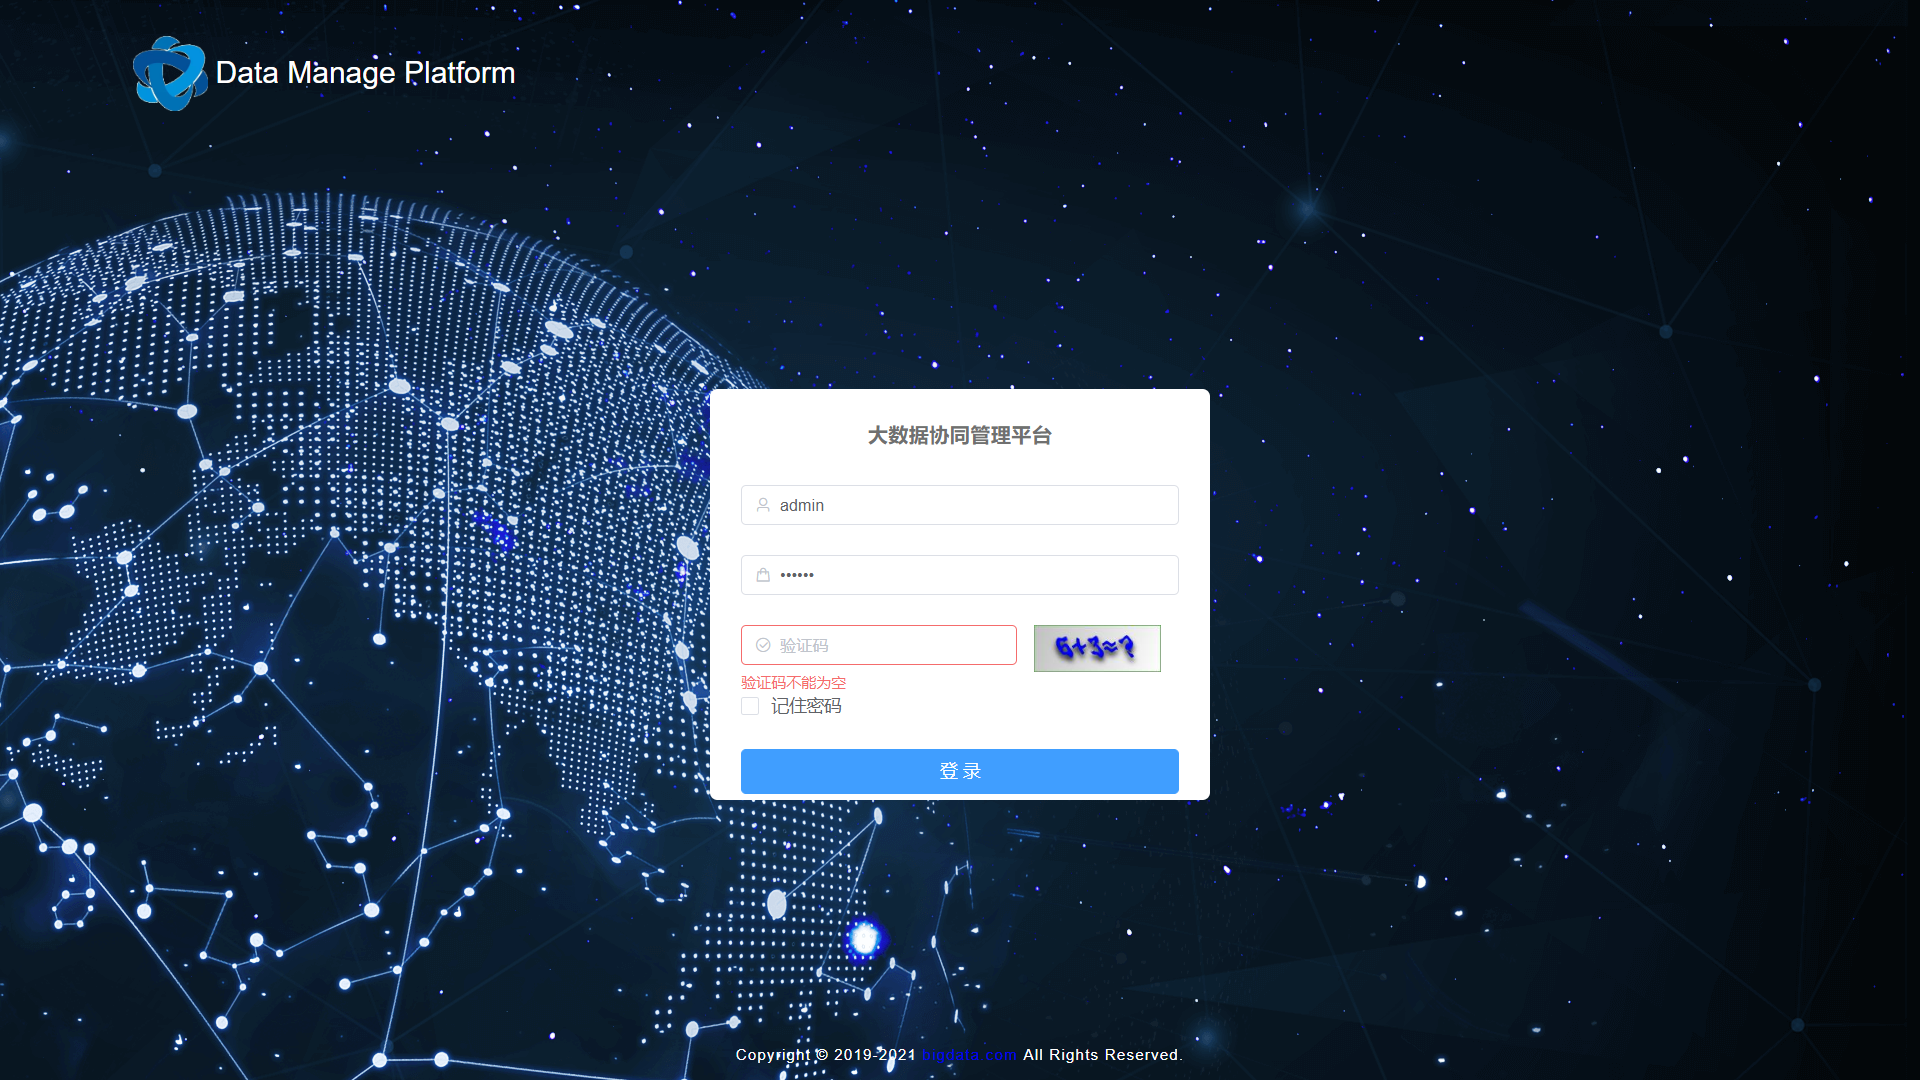 Data Manage Platform
大数据协同管理平台
admin
••••••
验证码
6+3=?
验证码不能为空
记住密码
登录
Copyright © 2019-2021 higdata.com All Rights Reserved.